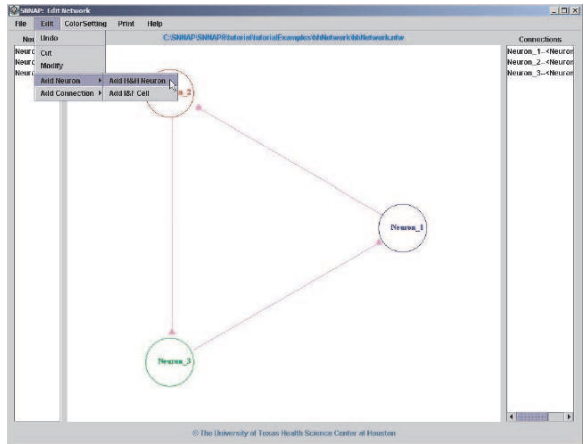 SNNAP: Edit Network
File Edit ColorSetting Print Help
Undo
Cut
Modify
Add Neuron
Add Connection
Add H&H Neuron
Add I&F Cell
Connections
Neuron_1--<Neuron
Neuron_2--<Neuron
Neuron_3--<Neuron
Neuron_1
Neuron_3
© The University of Texas Health Science Center at Houston